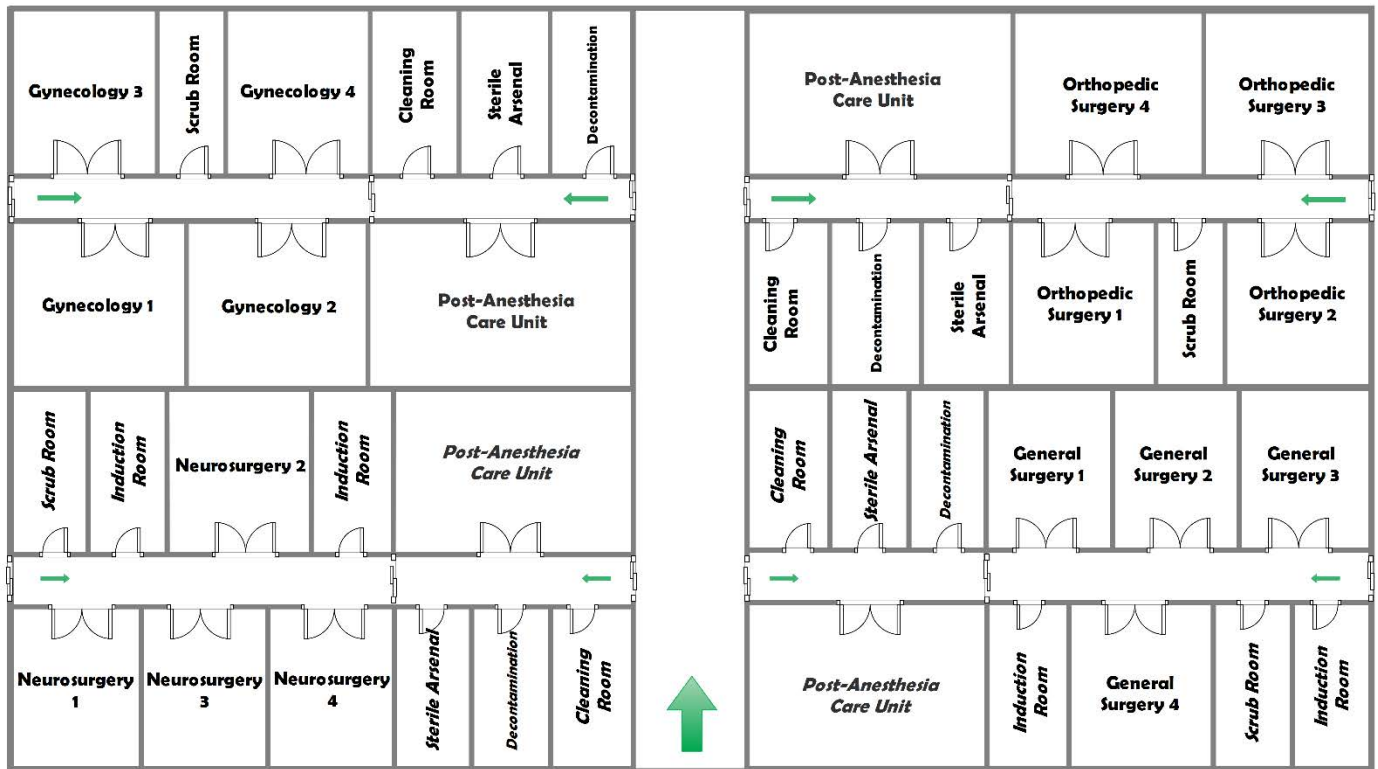 Gynecology 3
Scrub Room
Gynecology 4
Cleaning
Room
Sterile
Arsenal
Decontamination
Post-Anesthesia
Care Unit
Orthopedic
Surgery 4
Orthopedic
Surgery 3
Gynecology 1
Gynecology 2
Post-Anesthesia
Care Unit
Cleaning
Room
Decontamination
Sterile
Arsenal
Orthopedic
Surgery 1
Scrub Room
Orthopedic
Surgery 2
Scrub Room
Induction
Room
Neurosurgery 2
Induction
Room
Post-Anesthesia
Care Unit
Cleaning
Room
Sterile Arsenal
Decontamination
General
Surgery 1
General
Surgery 2
General
Surgery 3
Neurosurgery
1
Neurosurgery
3
Neurosurgery
4
Sterile Arsenal
Decontamination
Cleaning
Room
Post-Anesthesia
Care Unit
Induction
Room
General
Surgery 4
Scrub Room
Induction
Room